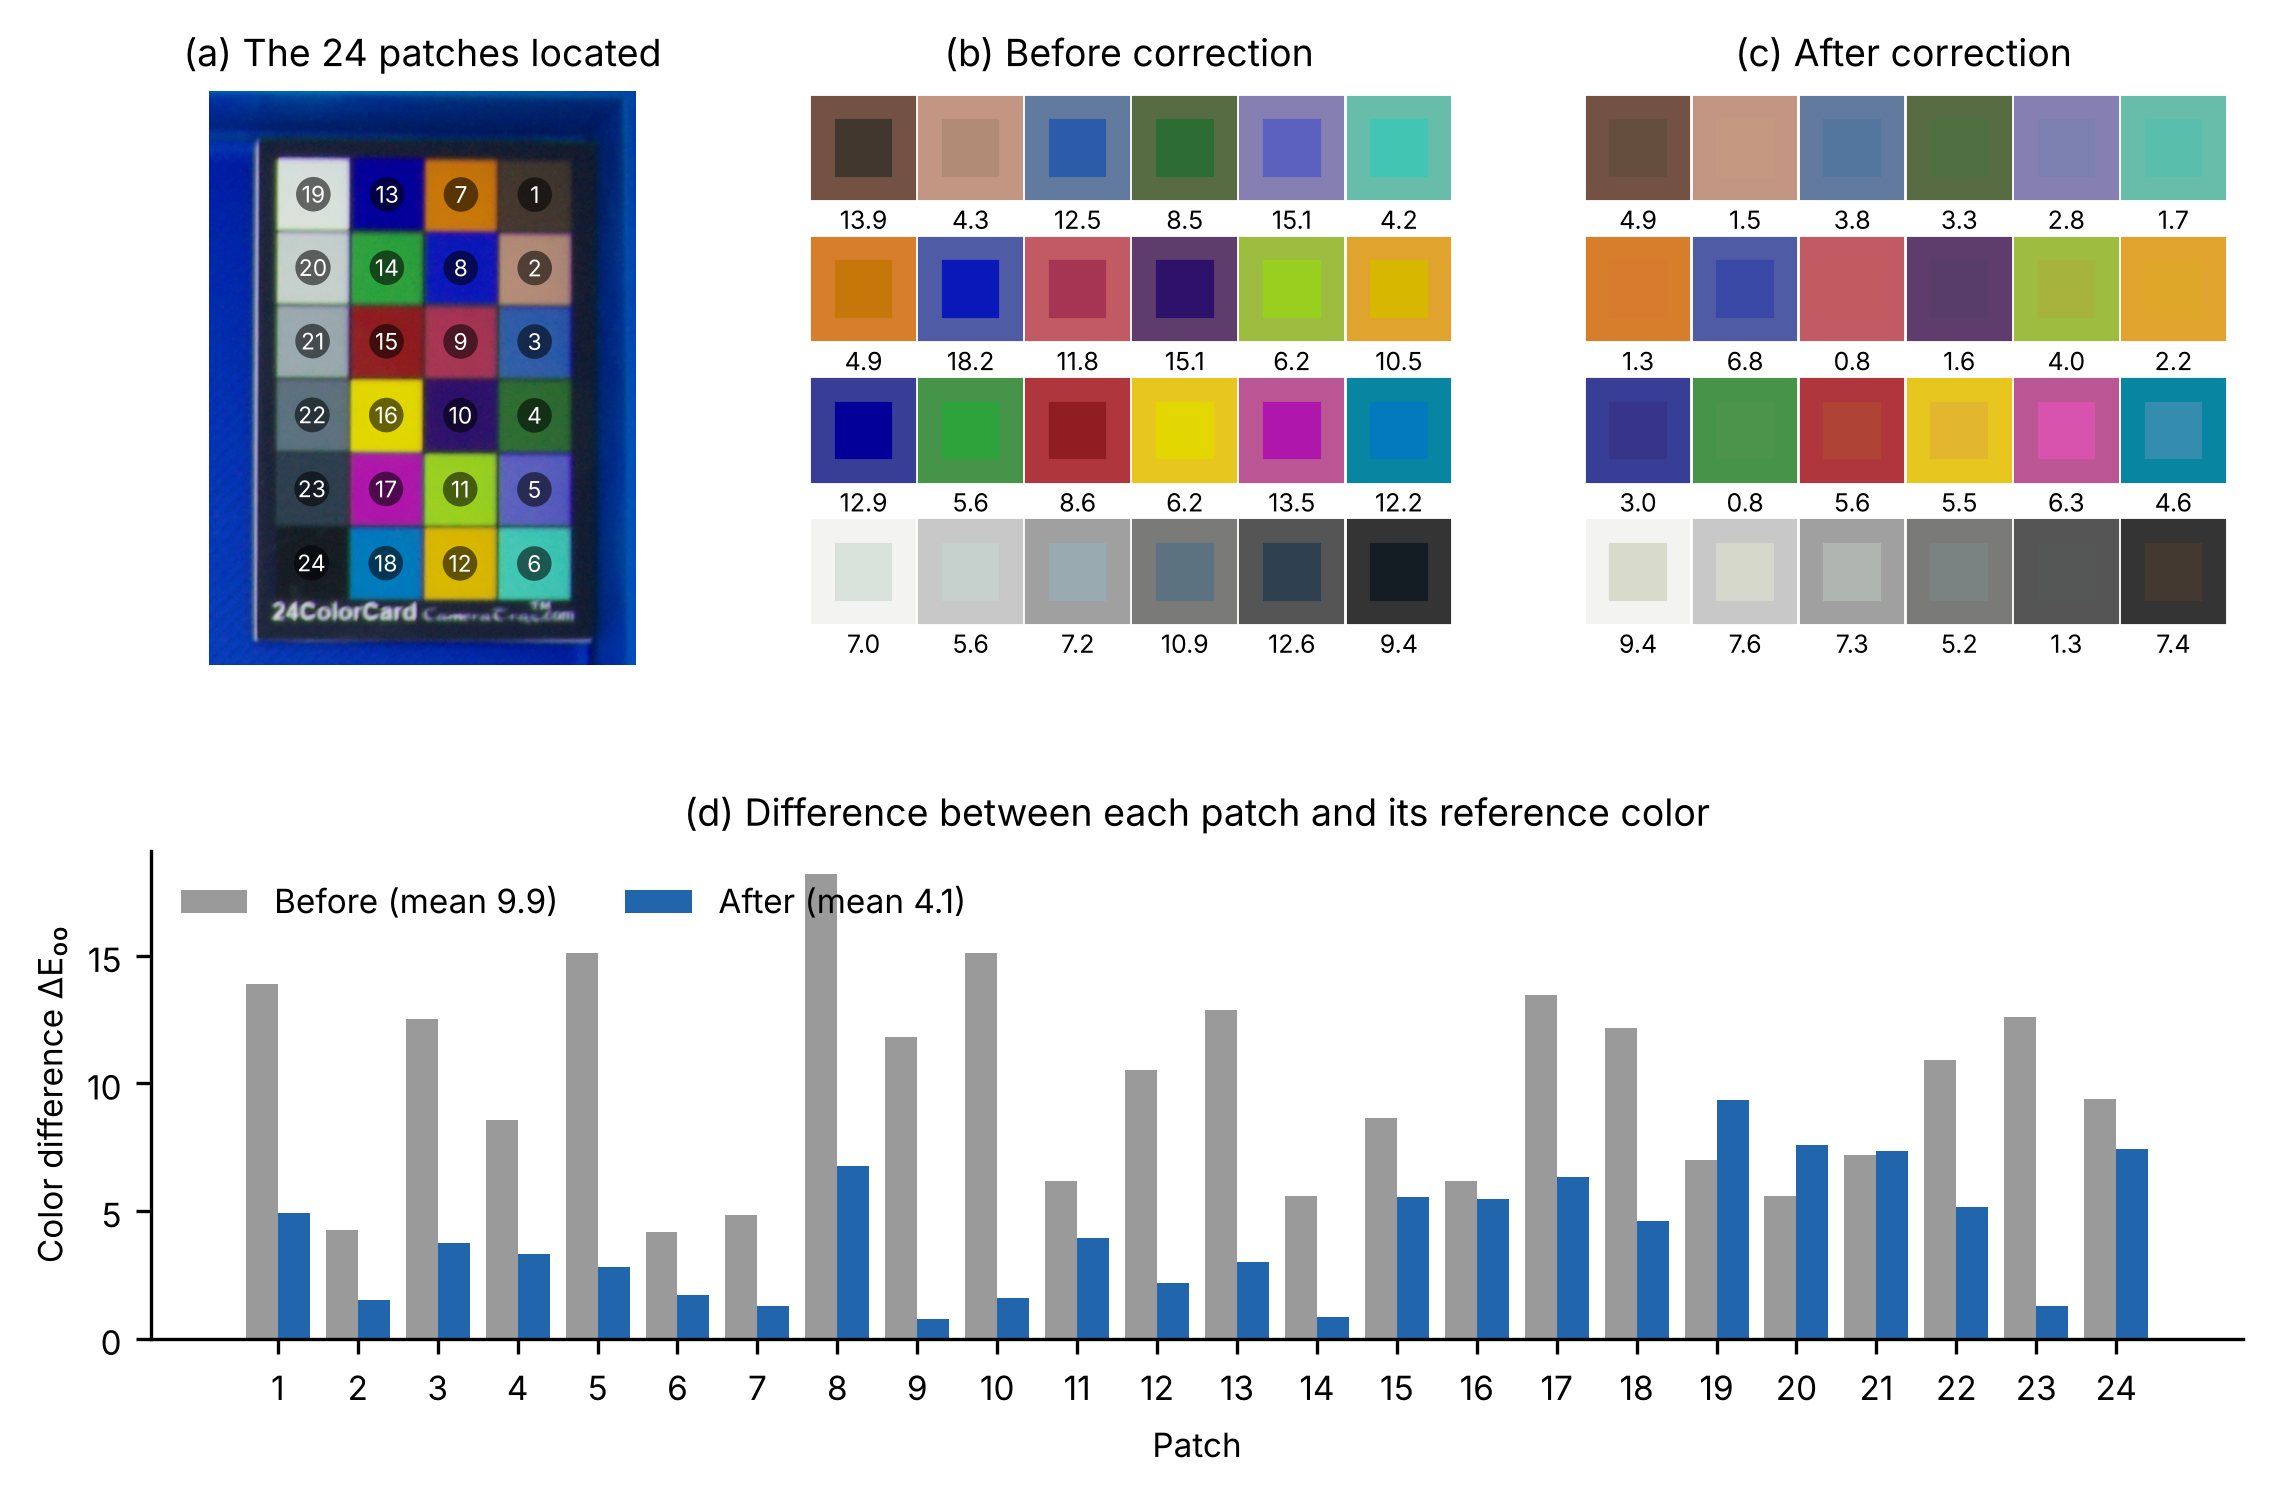 (a) The 24 patches located
19 13 7 1
20 14 8 2
21 15 9 3
22 16 10 4
23 17 11 5
24 18 12 6
24ColorCard
(b) Before correction
13.9 4.3 12.5 8.5 15.1 4.2
4.9 18.2 11.8 15.1 6.2 10.5
12.9 5.6 8.6 6.2 13.5 12.2
7.0 5.6 7.2 10.9 12.6 9.4
(c) After correction
4.9 1.5 3.8 3.3 2.8 1.7
1.3 6.8 0.8 1.6 4.0 2.2
3.0 0.8 5.6 5.5 6.3 4.6
9.4 7.6 7.3 5.2 1.3 7.4
(d) Difference between each patch and its reference color
Before (mean 9.9) After (mean 4.1)
Color difference ΔE₀₀
15
10
5
0
1 2 3 4 5 6 7 8 9 10 11 12 13 14 15 16 17 18 19 20 21 22 23 24
Patch